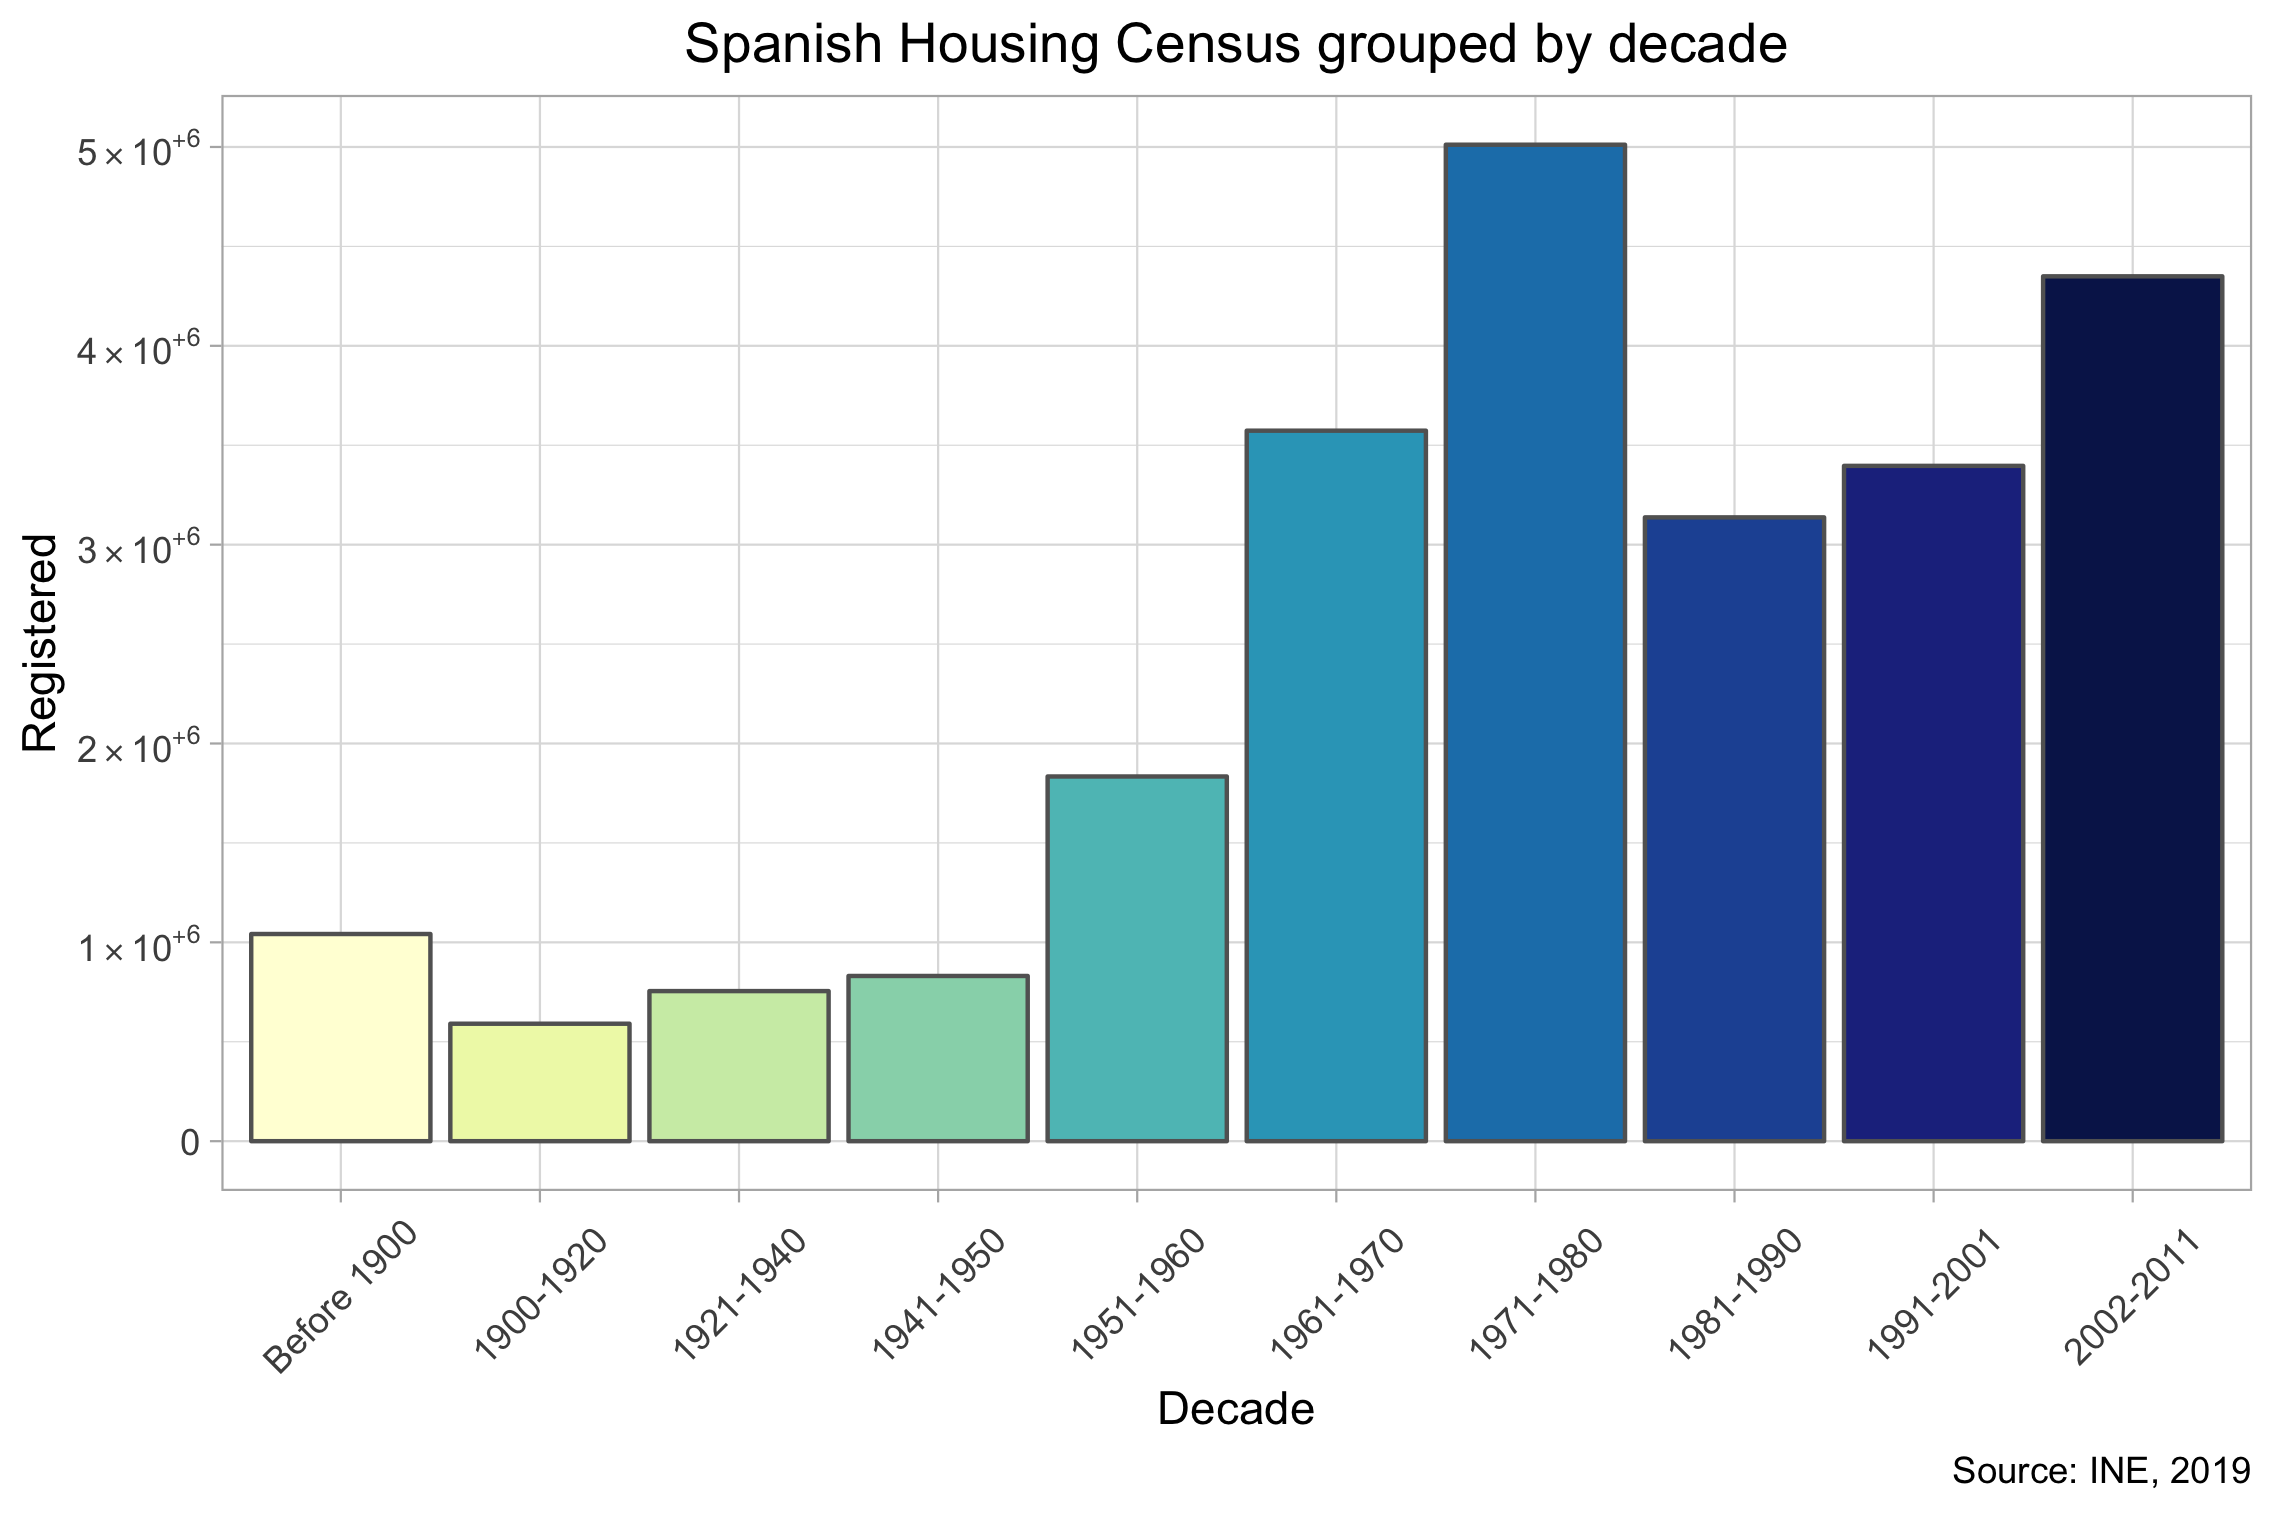 Spanish Housing Census grouped by decade
Registered
5 × 10⁺⁶
4 × 10⁺⁶
3 × 10⁺⁶
2 × 10⁺⁶
1 × 10⁺⁶
0
Before 1900
1900-1920
1921-1940
1941-1950
1951-1960
1961-1970
1971-1980
1981-1990
1991-2001
2002-2011
Decade
Source: INE, 2019